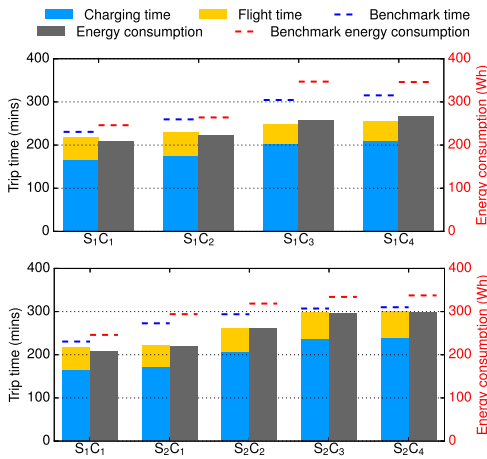 Charging time Flight time Benchmark time
Energy consumption Benchmark energy consumption
400 400
300 300
200 200
100 100
0 0
Trip time (mins)
Energy consumption (Wh)
S₁C₁ S₁C₂ S₁C₃ S₁C₄
400 400
300 300
200 200
100 100
0 0
Trip time (mins)
Energy consumption (Wh)
S₁C₁ S₂C₁ S₂C₂ S₂C₃ S₂C₄